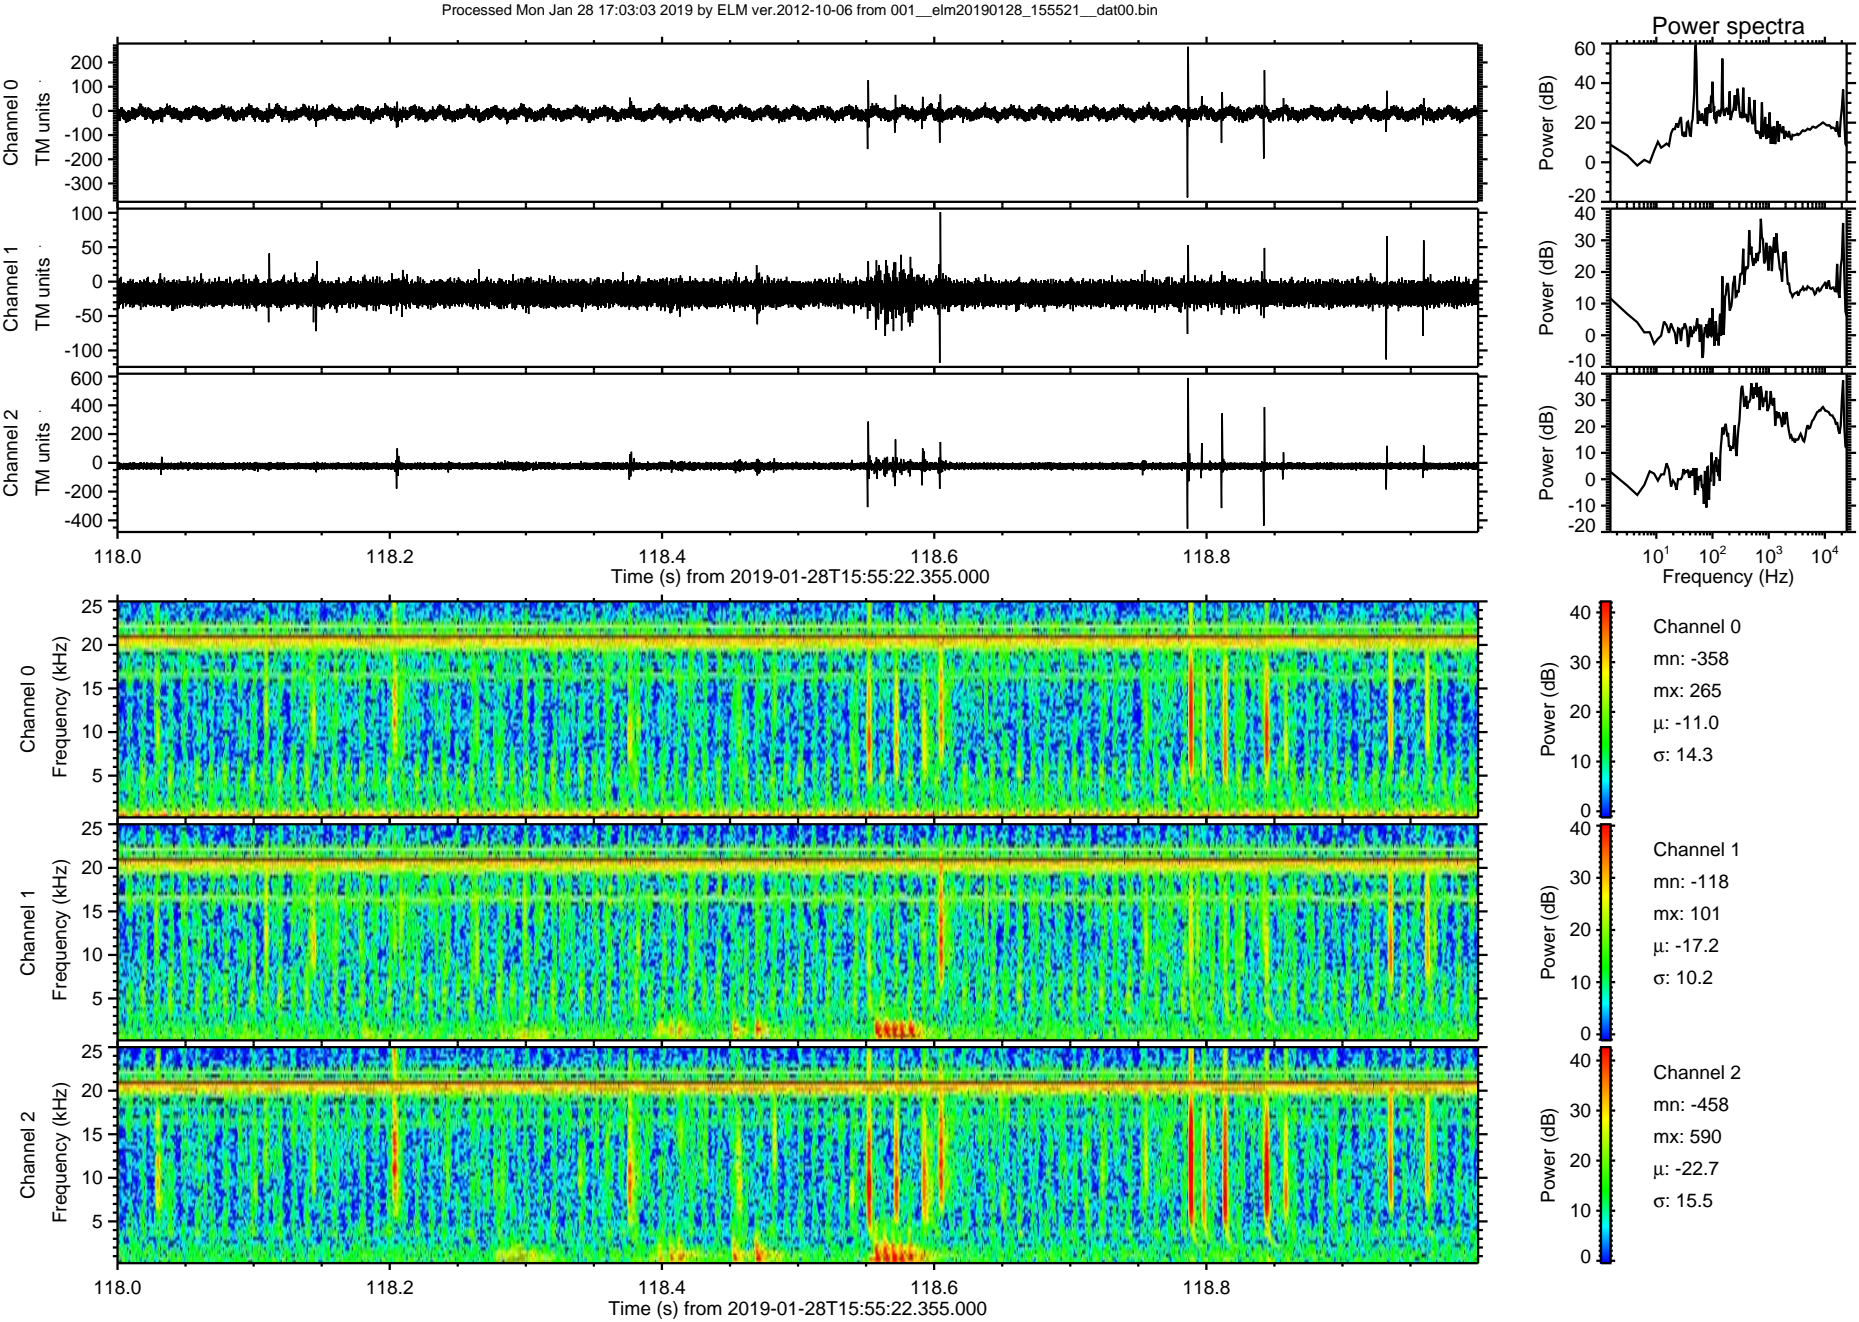 Processed Mon Jan 28 17:03:03 2019 by ELM ver.2012-10-06 from 001__elm20190128_155521__dat00.bin
Power spectra
Channel 0
TM units
200
100
0
-100
-200
-300
Power (dB)
60
40
20
0
-20
Channel 1
TM units
100
50
0
-50
-100
Power (dB)
40
30
20
10
0
-10
Channel 2
TM units
600
400
200
0
-200
-400
Power (dB)
40
30
20
10
0
-10
-20
118.0 118.2 118.4 118.6 118.8
Time (s) from 2019-01-28T15:55:22.355.000
10¹ 10² 10³ 10⁴
Frequency (Hz)
Channel 0
Frequency (kHz)
25
20
15
10
5
Power (dB)
40
30
20
10
0
Channel 0
mn: -358
mx: 265
μ: -11.0
σ: 14.3
Channel 1
Frequency (kHz)
25
20
15
10
5
Power (dB)
40
30
20
10
0
Channel 1
mn: -118
mx: 101
μ: -17.2
σ: 10.2
Channel 2
Frequency (kHz)
25
20
15
10
5
Power (dB)
40
30
20
10
0
Channel 2
mn: -458
mx: 590
μ: -22.7
σ: 15.5
118.0 118.2 118.4 118.6 118.8
Time (s) from 2019-01-28T15:55:22.355.000